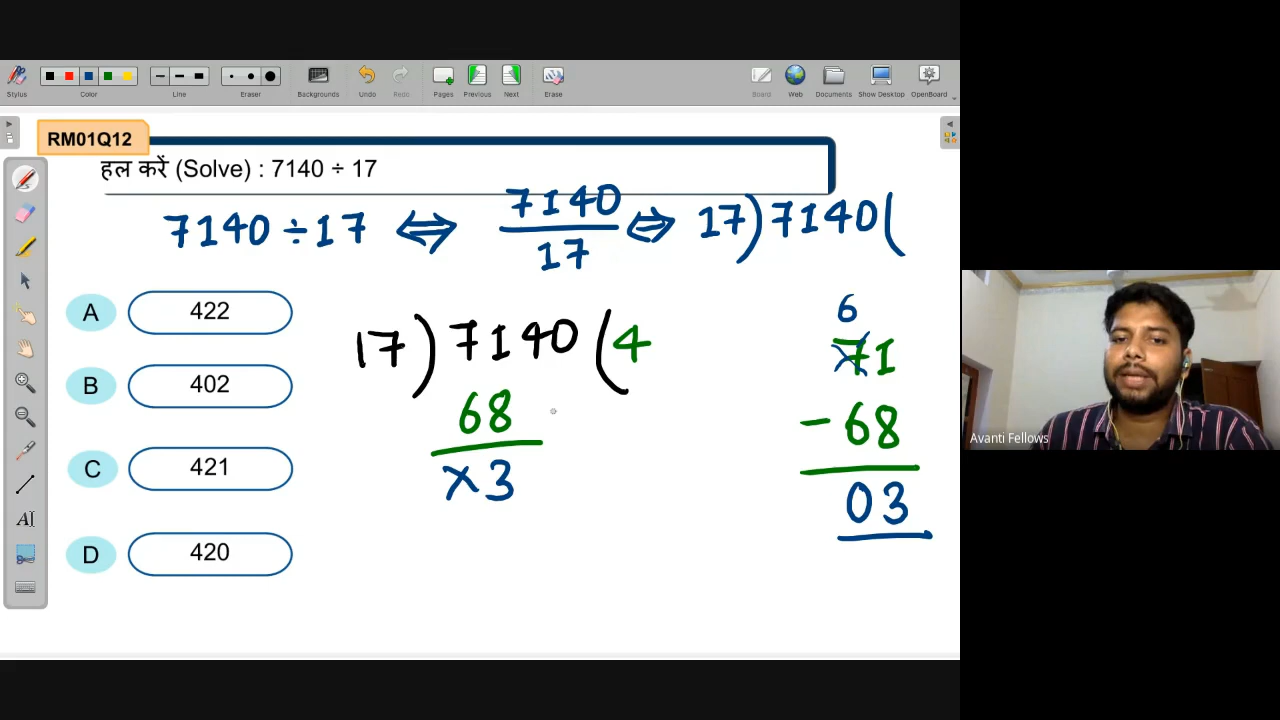 Stylus Color Line Eraser Backgrounds Undo Redo Pages Previous Next Erase Board Web Documents Show Desktop OpenBoard
RM01Q12
हल करें (Solve) : 7140 ÷ 17
7140 ÷ 17 ⇔ 7140/17 ⇔ 17) 7140 (
A 422
B 402
C 421
D 420
17) 7140 ( 4
68
×3
6
71
- 68
03
Avanti Fellows